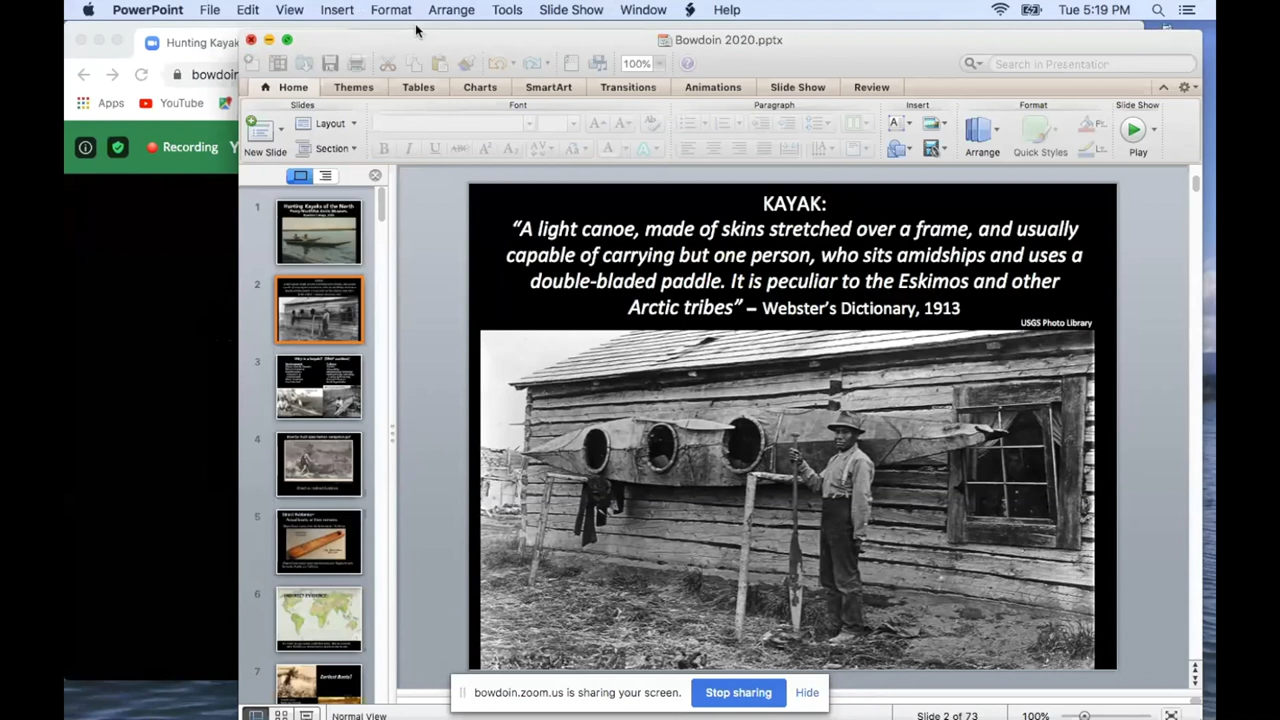 PowerPoint File Edit View Insert Format Arrange Tools Slide Show Window Help Tue 5:19 PM
Hunting Kayak
Bowdoin 2020.pptx
bowdoin
100%
Search in Presentation
Apps YouTube
Home Themes Tables Charts SmartArt Transitions Animations Slide Show Review
Slides Font Paragraph Insert Format Slide Show
Layout
New Slide Section
Arrange Quick Styles Play
Recording
1
Hunting Kayaks of the North
2
3
4
5
6
7
KAYAK:
“A light canoe, made of skins stretched over a frame, and usually
capable of carrying but one person, who sits amidships and uses a
double-bladed paddle. It is peculiar to the Eskimos and other
Arctic tribes” – Webster’s Dictionary, 1913
USGS Photo Library
bowdoin.zoom.us is sharing your screen. Stop sharing Hide
Normal View Slide 2 of 73 100%